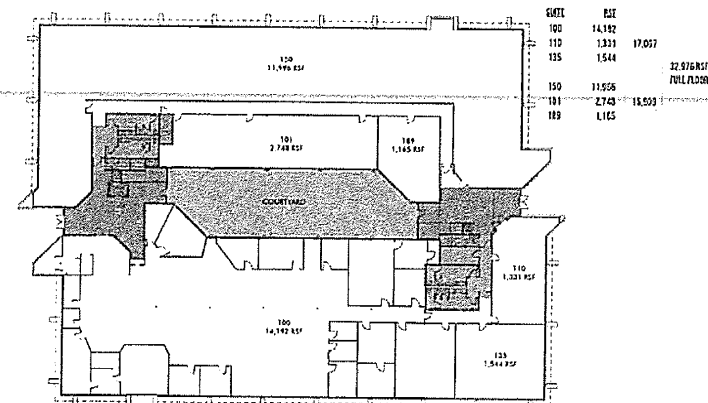 SUITE RSF
100 14,192
110 1,331 17,067
135 1,544
32,976 RSF
FULL FLOOR
150 11,996
101 2,748
189 1,165
150
11,996 RSF
101
2,748 RSF
189
1,165 RSF
COURTYARD
110
1,331 RSF
100
14,192 RSF
135
1,544 RSF